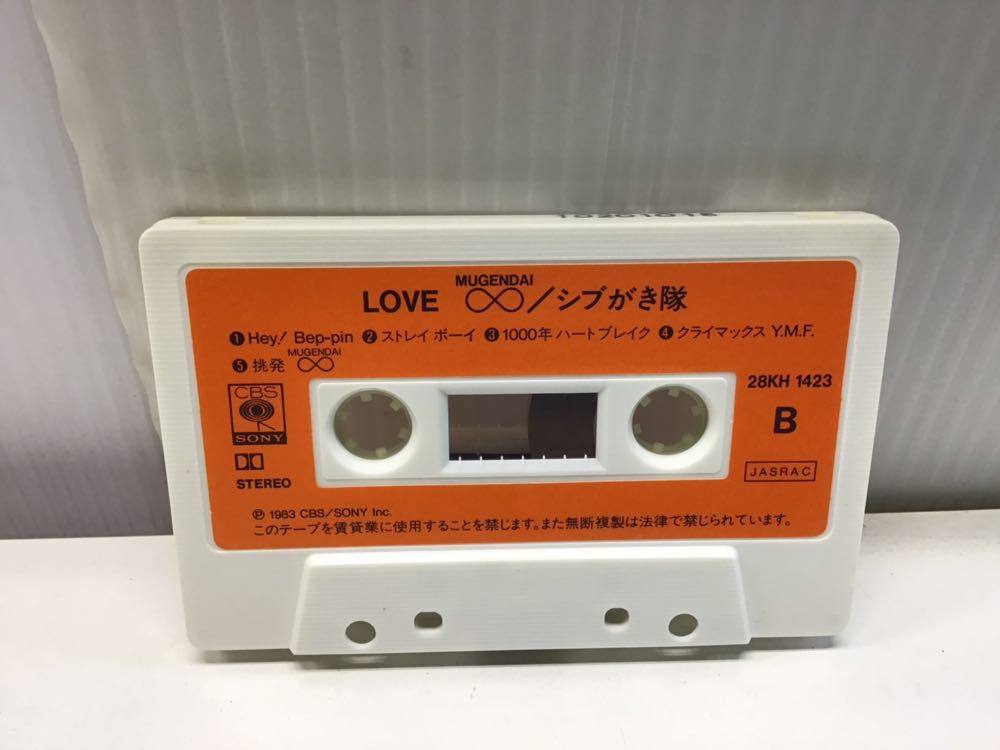 MUGENDAI
LOVE ∞/シブがき隊
❶Hey! Bep-pin ❷ストレイ ボーイ ❸1000年 ハートブレイク ❹クライマックス Y.M.F.
MUGENDAI
❺挑発 ∞
CBS
SONY
STEREO
28KH 1423
B
JASRAC
Ⓟ 1983 CBS/SONY Inc.
このテープを賃貸業に使用することを禁じます。また無断複製は法律で禁じられています。